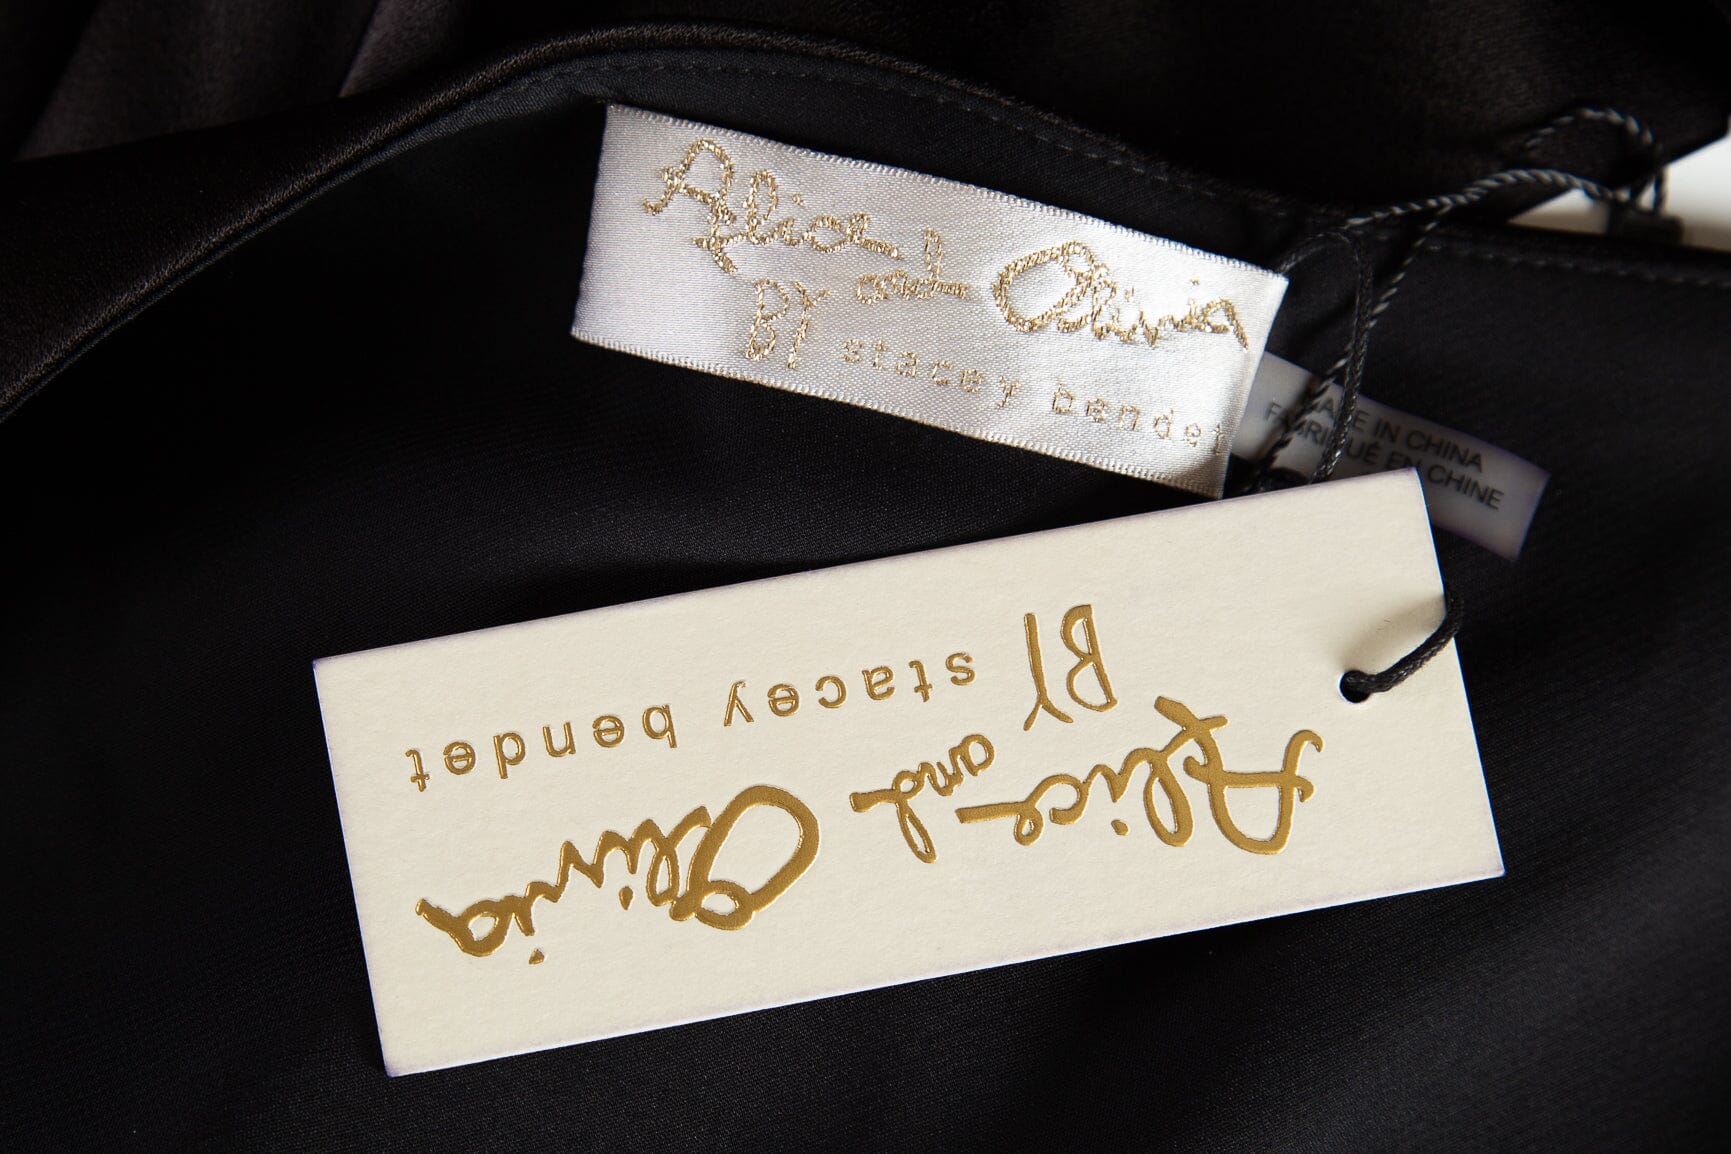 Alice and Olivia
BY stacey bendet
MADE IN CHINA
FABRIQUÉ EN CHINE
Alice and Olivia
BY stacey bendet